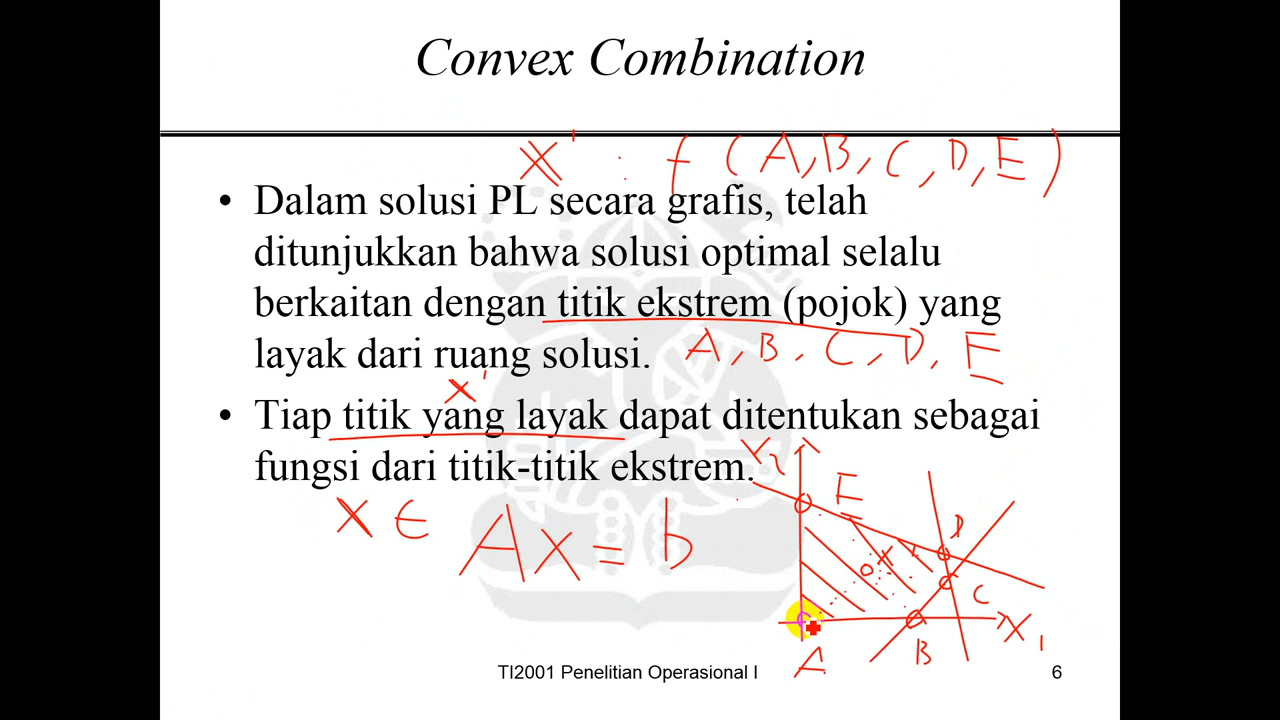 Convex Combination
X' : f (A, B, C, D, E)
• Dalam solusi PL secara grafis, telah
ditunjukkan bahwa solusi optimal selalu
berkaitan dengan titik ekstrem (pojok) yang
layak dari ruang solusi.
A, B, C, D, E
X'
• Tiap titik yang layak dapat ditentukan sebagai
fungsi dari titik-titik ekstrem.
X ∈ AX = b
X2
E
D
X
C
X1
B
A
TI2001 Penelitian Operasional I
6